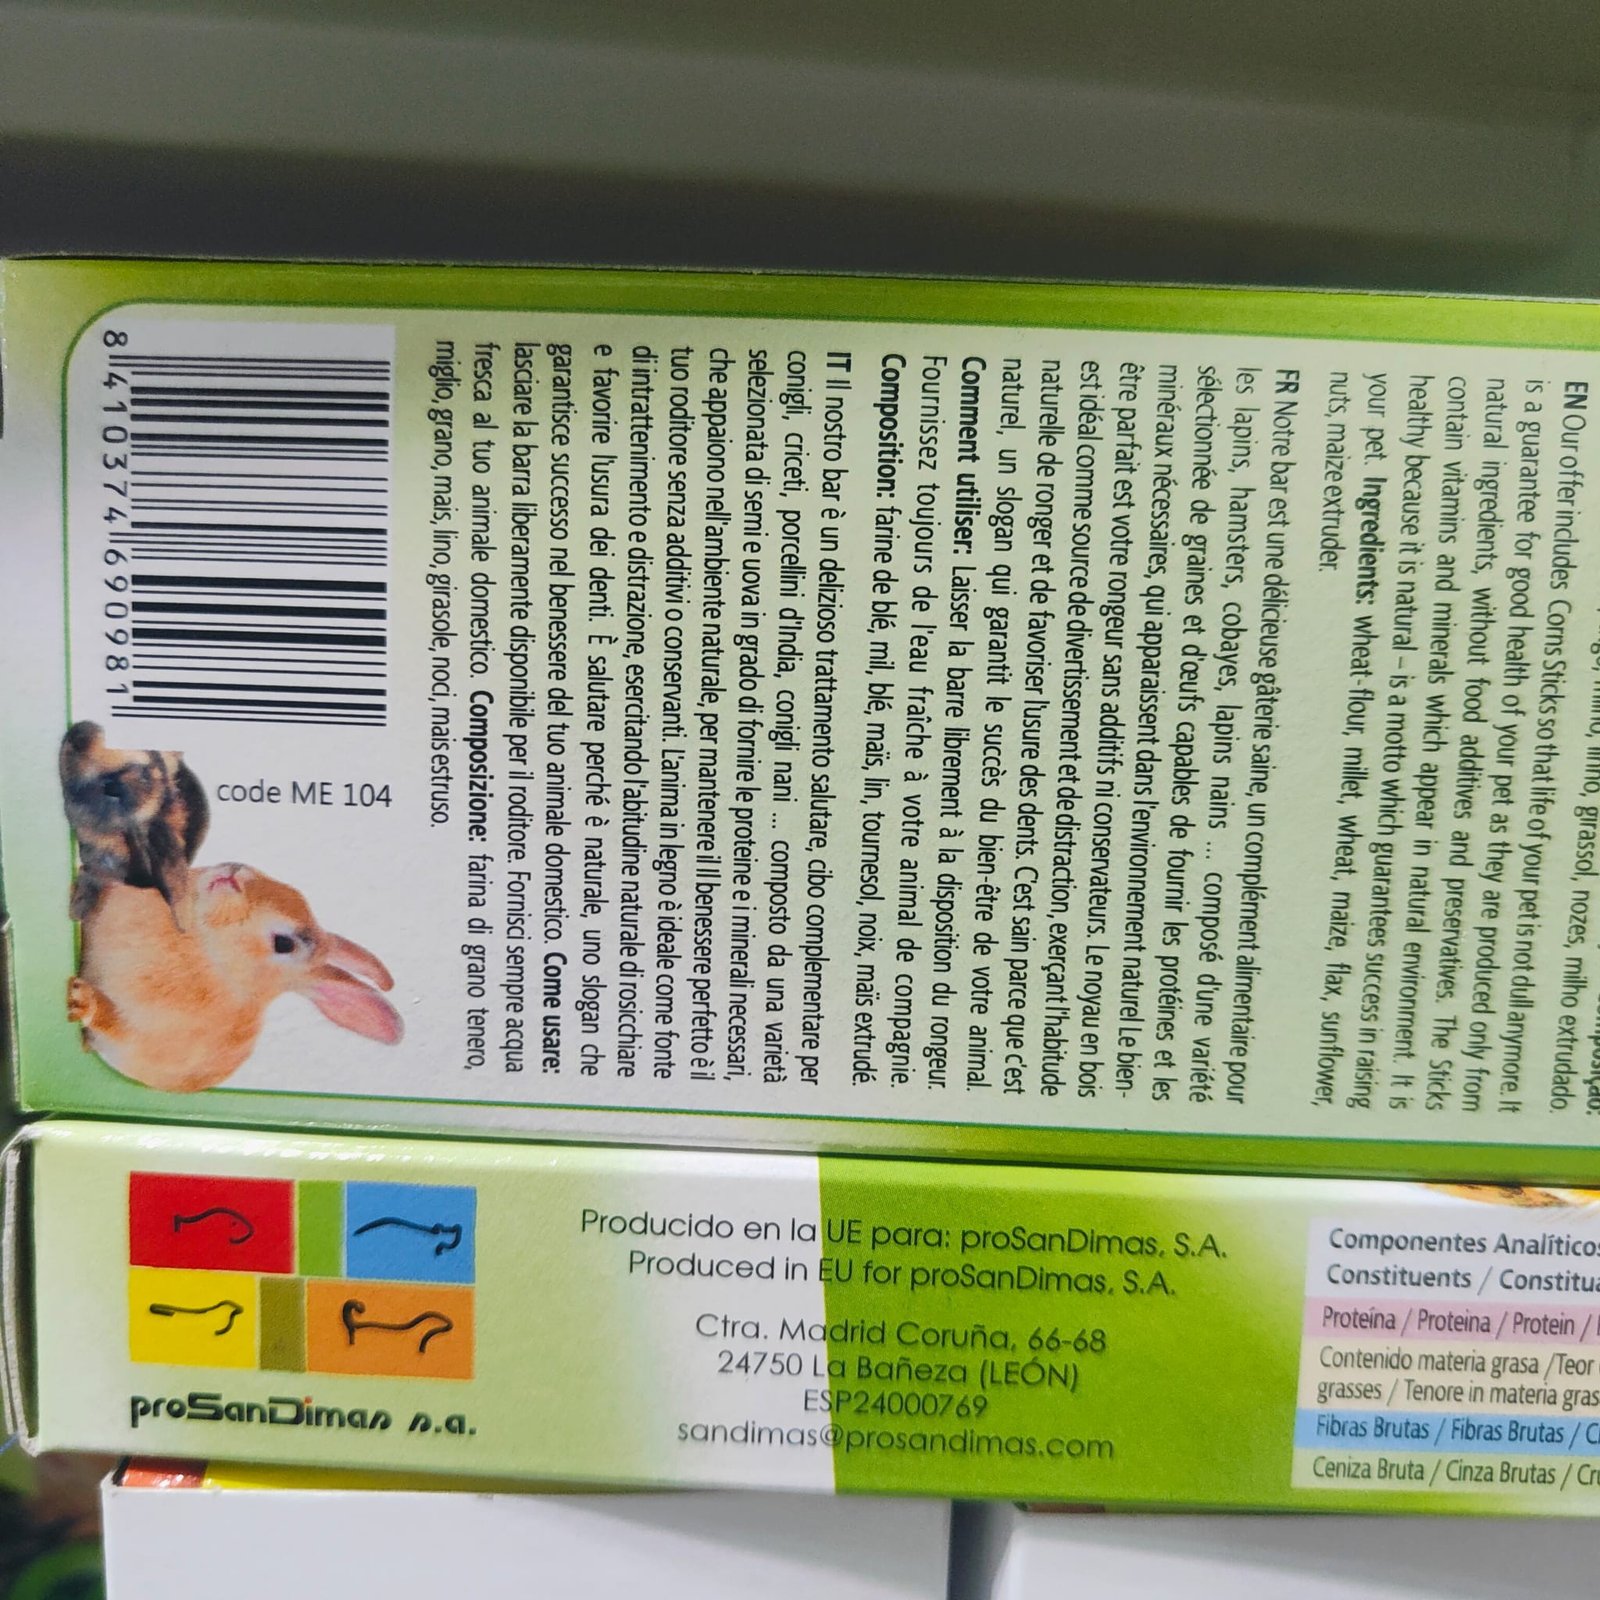 girassol, nozes, milho extrudado.
EN Our offer includes Corns Sticks so that life of your pet is not dull anymore. It
is a guarantee for good health of your pet as they are produced only from
natural ingredients, without food additives and preservatives. The Sticks
contain vitamins and minerals which appear in natural environment. It is
healthy because it is natural – is a motto which guarantees success in raising
your pet. Ingredients: wheat-flour, millet, wheat, maize, flax, sunflower,
nuts, maize extruder.
FR Notre bar est une délicieuse gâterie saine, un complément alimentaire pour
les lapins, hamsters, cobayes, lapins nains ... composé d'une variété
sélectionnée de graines et d'œufs capables de fournir les protéines et les
minéraux nécessaires, qui apparaissent dans l'environnement naturel Le bien-
être parfait est votre rongeur sans additifs ni conservateurs. Le noyau en bois
est idéal comme source de divertissement et de distraction, exerçant l'habitude
naturelle de ronger et de favoriser l'usure des dents. C'est sain parce que c'est
naturel, un slogan qui garantit le succès du bien-être de votre animal.
Comment utiliser: Laisser la barre librement à la disposition du rongeur.
Fournissez toujours de l'eau fraîche à votre animal de compagnie.
Composition: farine de blé, mil, blé, maïs, lin, tournesol, noix, maïs extrudé.
IT Il nostro bar è un delizioso trattamento salutare, cibo complementare per
conigli, criceti, porcellini d'India, conigli nani ... composto da una varietà
selezionata di semi e uova in grado di fornire le proteine e i minerali necessari,
che appaiono nell'ambiente naturale, per mantenere il Il benessere perfetto è il
tuo roditore senza additivi o conservanti. L'anima in legno è ideale come fonte
di intrattenimento e distrazione, esercitando l'abitudine naturale di rosicchiare
e favorire l'usura dei denti. È salutare perché è naturale, uno slogan che
garantisce successo nel benessere del tuo animale domestico. Come usare:
lasciare la barra liberamente disponibile per il roditore. Fornisci sempre acqua
fresca al tuo animale domestico. Composizione: farina di grano tenero,
miglio, grano, mais, lino, girasole, noci, mais estruso.
8 410374 690981
code ME 104
proSanDimas s.a.
Producido en la UE para: proSanDimas, S.A.
Produced in EU for proSanDimas, S.A.
Ctra. Madrid Coruña, 66-68
24750 La Bañeza (LEÓN)
ESP24000769
sandimas@prosandimas.com
Componentes Analíticos
Constituents / Constitua
Proteína / Proteina / Protein /
Contenido materia grasa /Teor
grasses / Tenore in materia gras
Fibras Brutas / Fibras Brutas /
Ceniza Bruta / Cinza Brutas / Cru